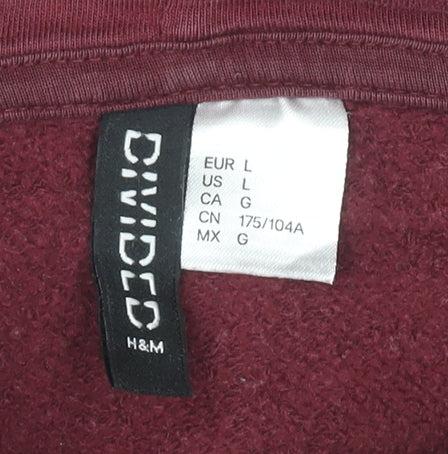 DIVIDED
H&M
EUR L
US L
CA G
CN 175/104A
MX G